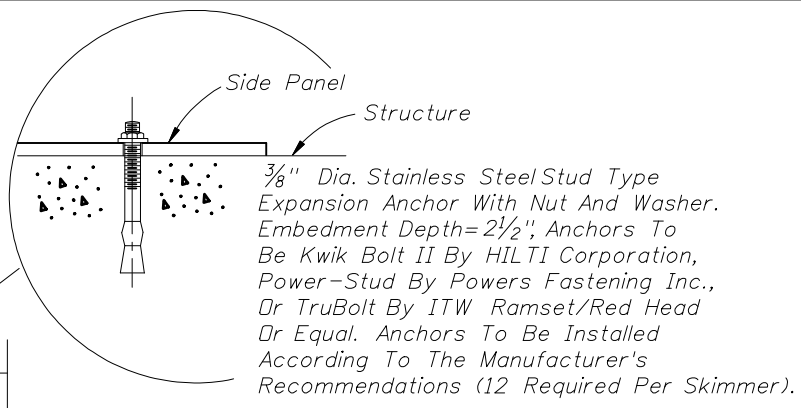 Side Panel
Structure
3/8" Dia. Stainless Steel Stud Type
Expansion Anchor With Nut And Washer.
Embedment Depth=2 1/2", Anchors To
Be Kwik Bolt II By HILTI Corporation,
Power-Stud By Powers Fastening Inc.,
Or TruBolt By ITW Ramset/Red Head
Or Equal. Anchors To Be Installed
According To The Manufacturer's
Recommendations (12 Required Per Skimmer).